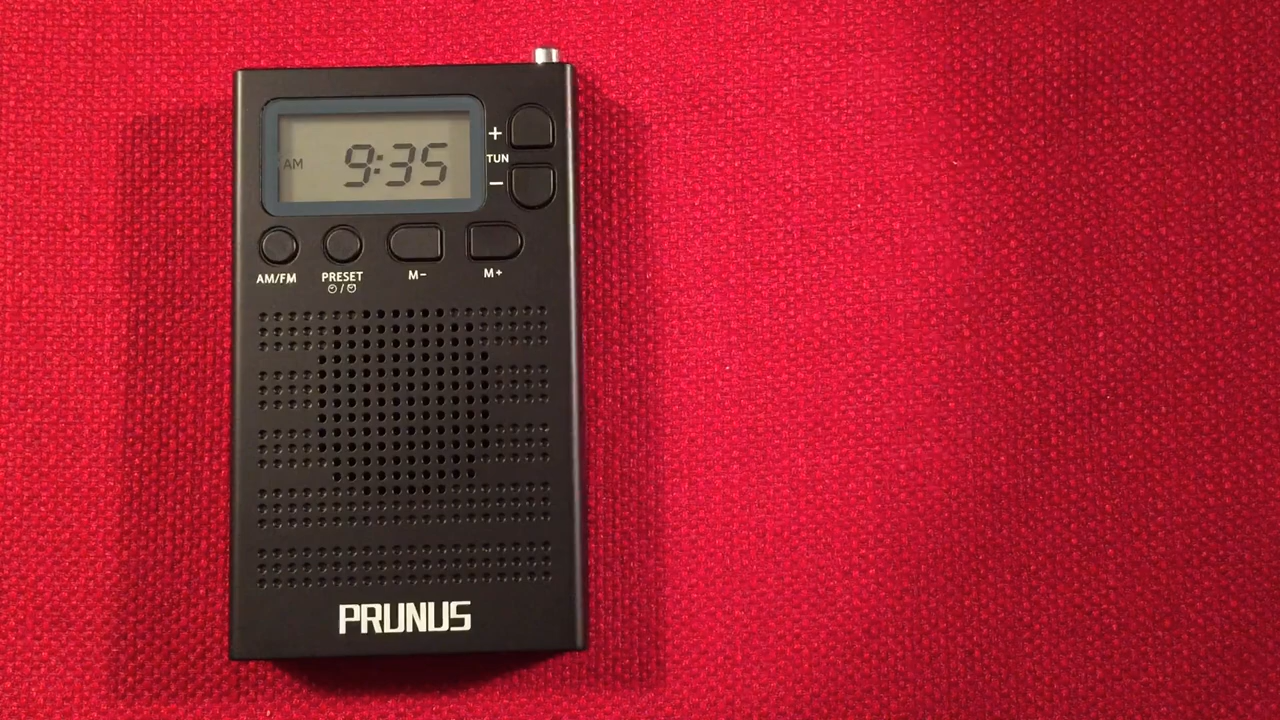 AM 9:35
+
TUN
−
AM/FM PRESET M− M+
/
PRUNUS